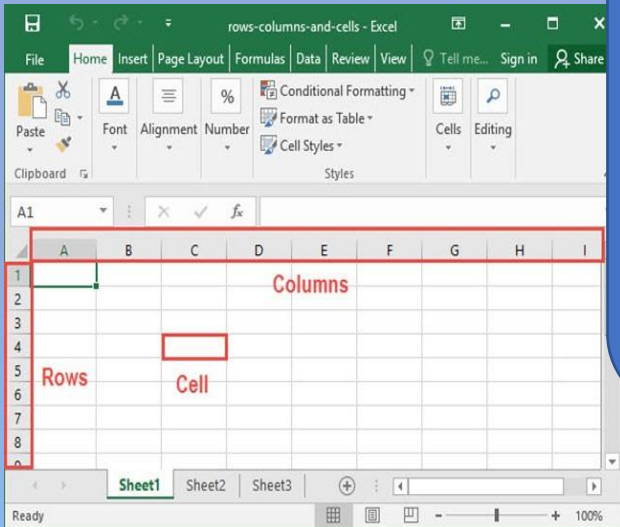 rows-columns-and-cells - Excel
File Home Insert Page Layout Formulas Data Review View Tell me... Sign in Share
Paste
Clipboard
A
Font
Alignment
%
Number
Conditional Formatting
Format as Table
Cell Styles
Styles
Cells
Editing
A1
fx
A B C D E F G H I
1
Columns
2
3
4
5
Rows
Cell
6
7
8
9
Sheet1 Sheet2 Sheet3
Ready
100%